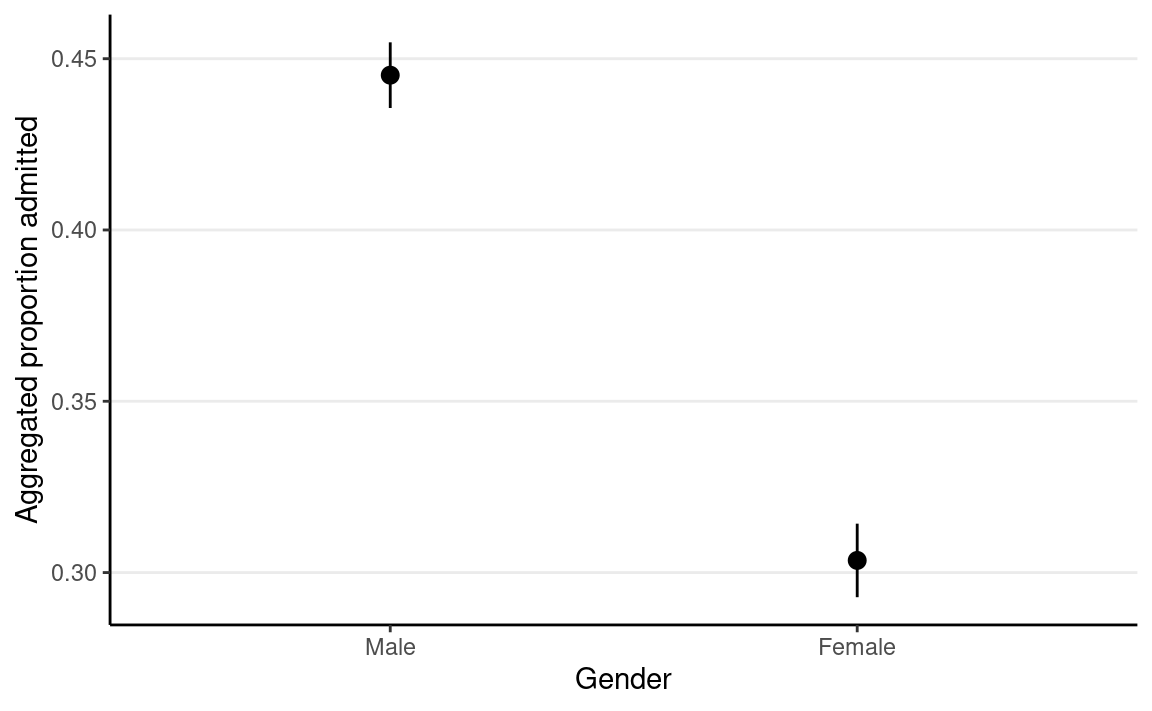 Aggregated proportion admitted
0.45
0.40
0.35
0.30
Male
Female
Gender